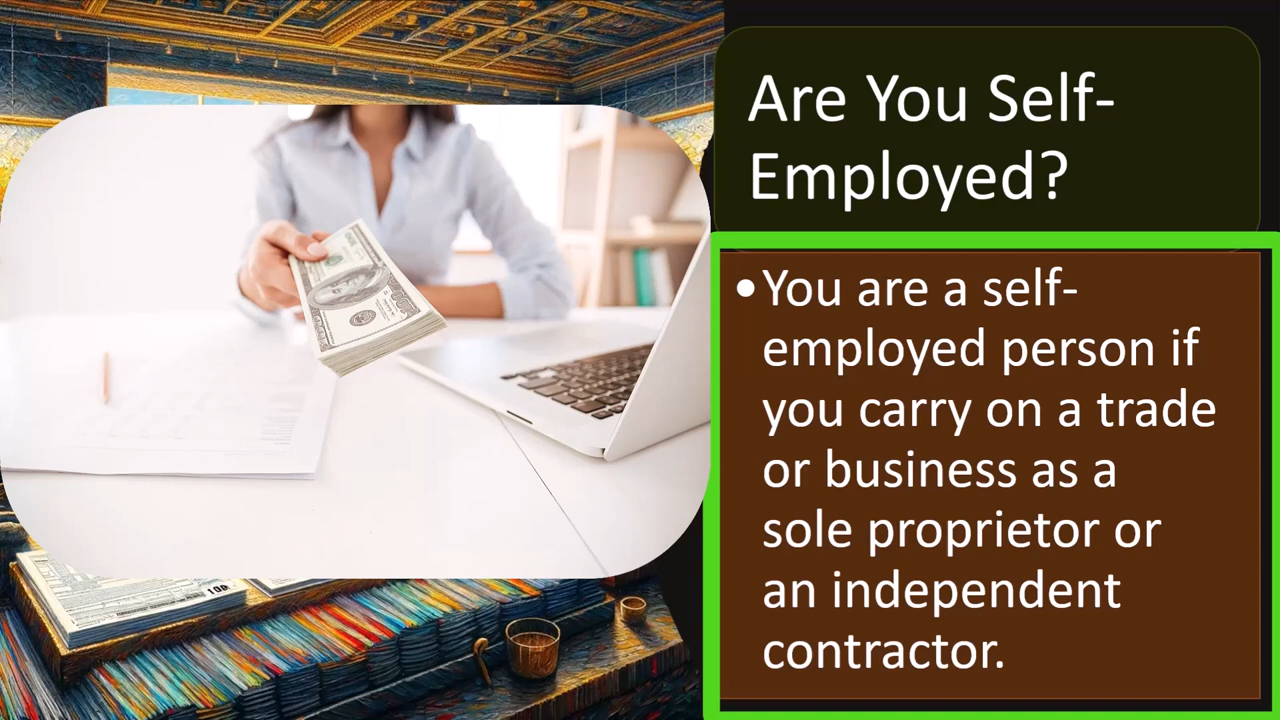 Are You Self-
Employed?
•You are a self-
employed person if
you carry on a trade
or business as a
sole proprietor or
an independent
contractor.